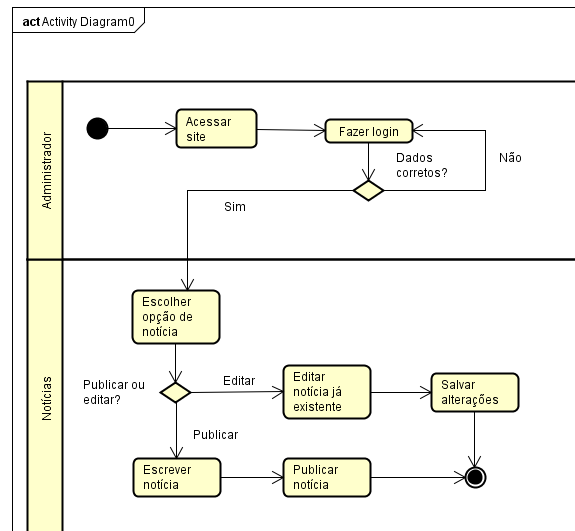 act Activity Diagram0
Administrador
Acessar
site
Fazer login
Dados
corretos?
Não
Sim
Notícias
Escolher
opção de
notícia
Publicar ou
editar?
Editar
Editar
notícia já
existente
Salvar
alterações
Publicar
Escrever
notícia
Publicar
notícia